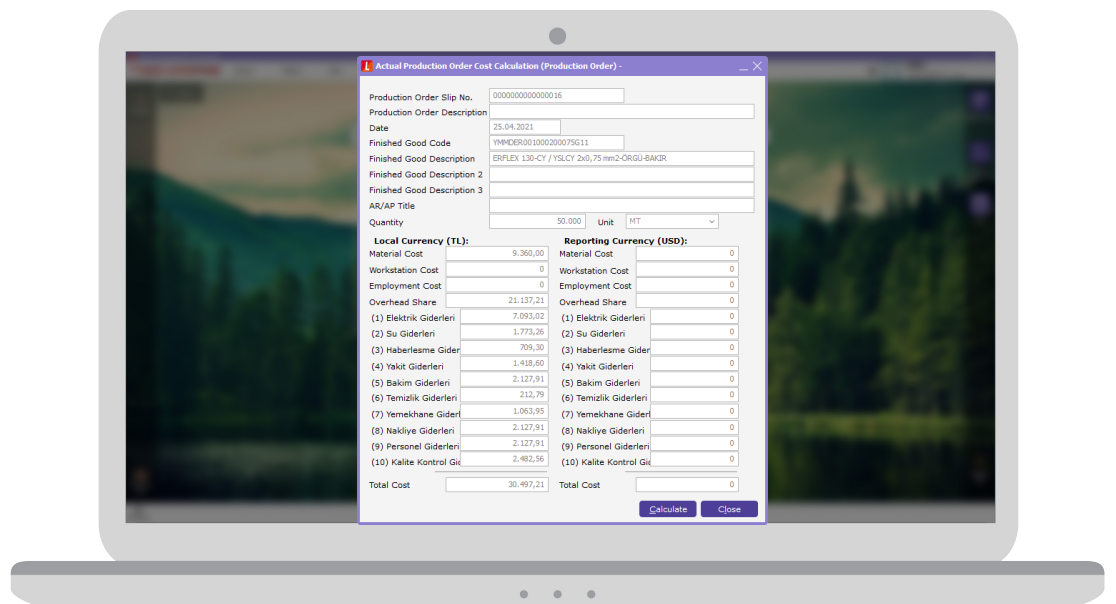 Actual Production Order Cost Calculation (Production Order) -
Production Order Slip No. 0000000000000016
Production Order Description
Date 25.04.2021
Finished Good Code YMMDER001000200075G11
Finished Good Description ERFLEX 130-CY / YSLCY 2x0,75 mm2-ÖRGÜ-BAKIR
Finished Good Description 2
Finished Good Description 3
AR/AP Title
Quantity 50.000 Unit MT
Local Currency (TL): Reporting Currency (USD):
Material Cost 9.360,00 Material Cost 0
Workstation Cost 0 Workstation Cost 0
Employment Cost 0 Employment Cost 0
Overhead Share 21.137,21 Overhead Share 0
(1) Elektrik Giderleri 7.093,02 (1) Elektrik Giderleri 0
(2) Su Giderleri 1.773,26 (2) Su Giderleri 0
(3) Haberlesme Gider 709,30 (3) Haberlesme Gider 0
(4) Yakit Giderleri 1.418,60 (4) Yakit Giderleri 0
(5) Bakim Giderleri 2.127,91 (5) Bakim Giderleri 0
(6) Temizlik Giderleri 212,79 (6) Temizlik Giderleri 0
(7) Yemekhane Giderl 1.063,95 (7) Yemekhane Giderl 0
(8) Nakliye Giderleri 2.127,91 (8) Nakliye Giderleri 0
(9) Personel Giderleri 2.127,91 (9) Personel Giderleri 0
(10) Kalite Kontrol Gid 2.482,56 (10) Kalite Kontrol Gid 0
Total Cost 30.497,21 Total Cost 0
Calculate Close